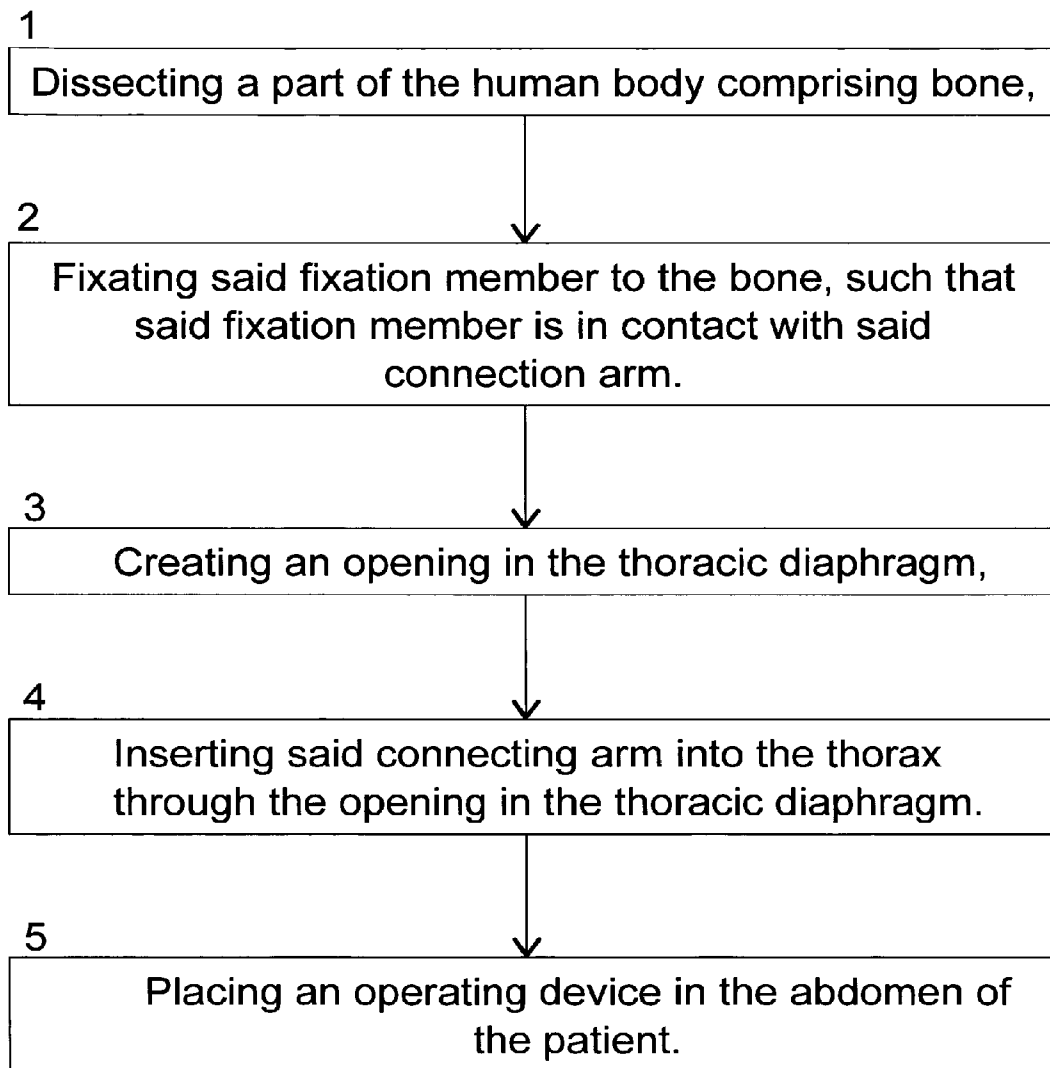 1
Dissecting a part of the human body comprising bone,
2
Fixating said fixation member to the bone, such that
said fixation member is in contact with said
connection arm.
3
Creating an opening in the thoracic diaphragm,
4
Inserting said connecting arm into the thorax
through the opening in the thoracic diaphragm.
5
Placing an operating device in the abdomen of
the patient.